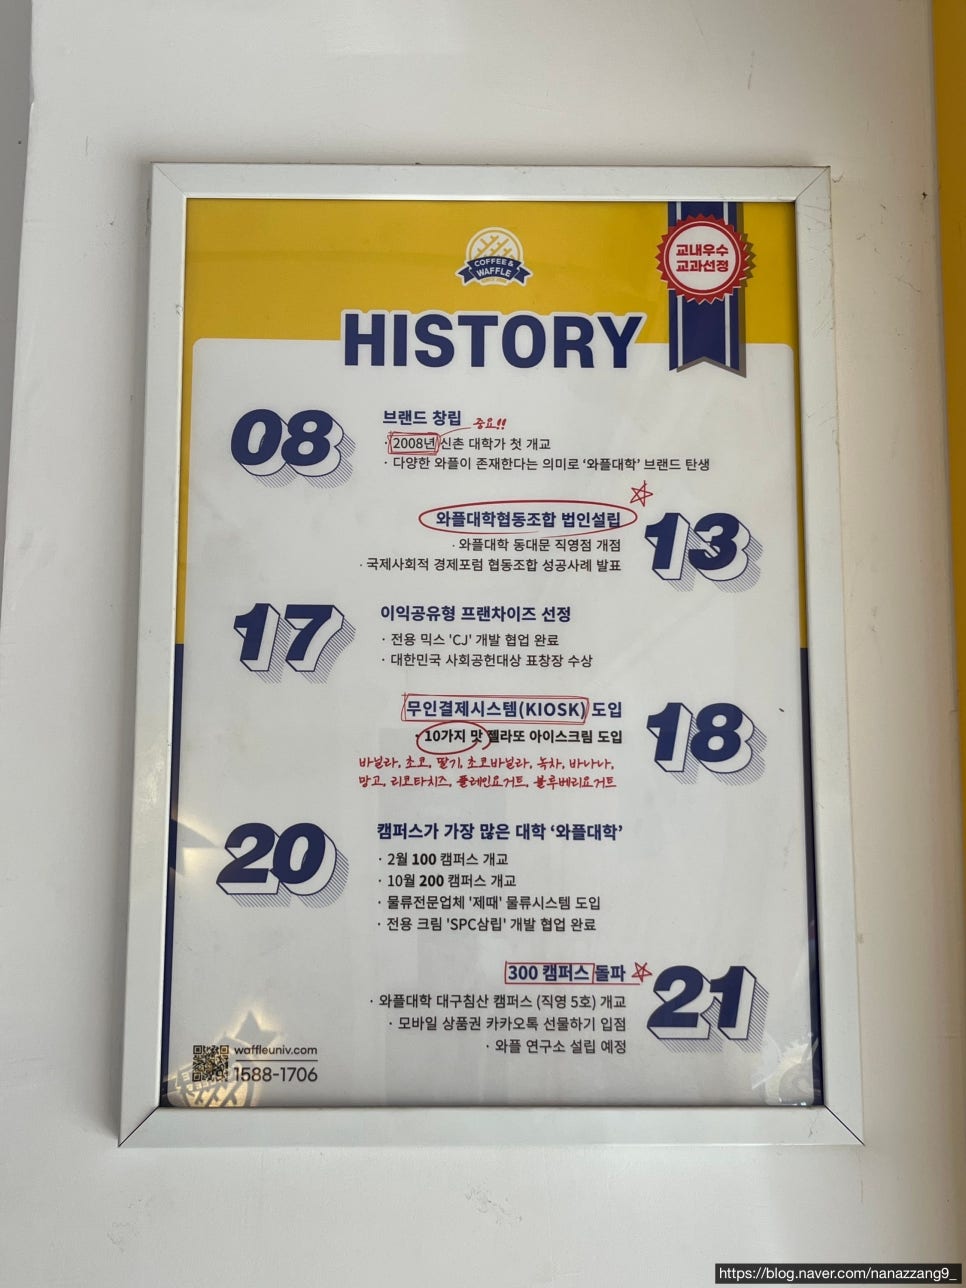 COFFEE &
WAFFLE
교내우수
교과선정
HISTORY
08
브랜드 창립 중요!!
· 2008년 신촌 대학가 첫 개교
· 다양한 와플이 존재한다는 의미로 ‘와플대학’ 브랜드 탄생
13
와플대학협동조합 법인설립
· 와플대학 동대문 직영점 개점
· 국제사회적 경제포럼 협동조합 성공사례 발표
17
이익공유형 프랜차이즈 선정
· 전용 믹스 'CJ' 개발 협업 완료
· 대한민국 사회공헌대상 표창장 수상
18
무인결제시스템(KIOSK) 도입
· 10가지 맛 젤라또 아이스크림 도입
바닐라, 초코, 딸기, 초코바닐라, 녹차, 바나나,
망고, 리코타치즈, 플레인요거트, 블루베리요거트
20
캠퍼스가 가장 많은 대학 ‘와플대학’
· 2월 100 캠퍼스 개교
· 10월 200 캠퍼스 개교
· 물류전문업체 '제때' 물류시스템 도입
· 전용 크림 'SPC삼립' 개발 협업 완료
21
300 캠퍼스 돌파
· 와플대학 대구침산 캠퍼스 (직영 5호) 개교
· 모바일 상품권 카카오톡 선물하기 입점
· 와플 연구소 설립 예정
waffleuniv.com
1588-1706
https://blog.naver.com/nanazzang9_